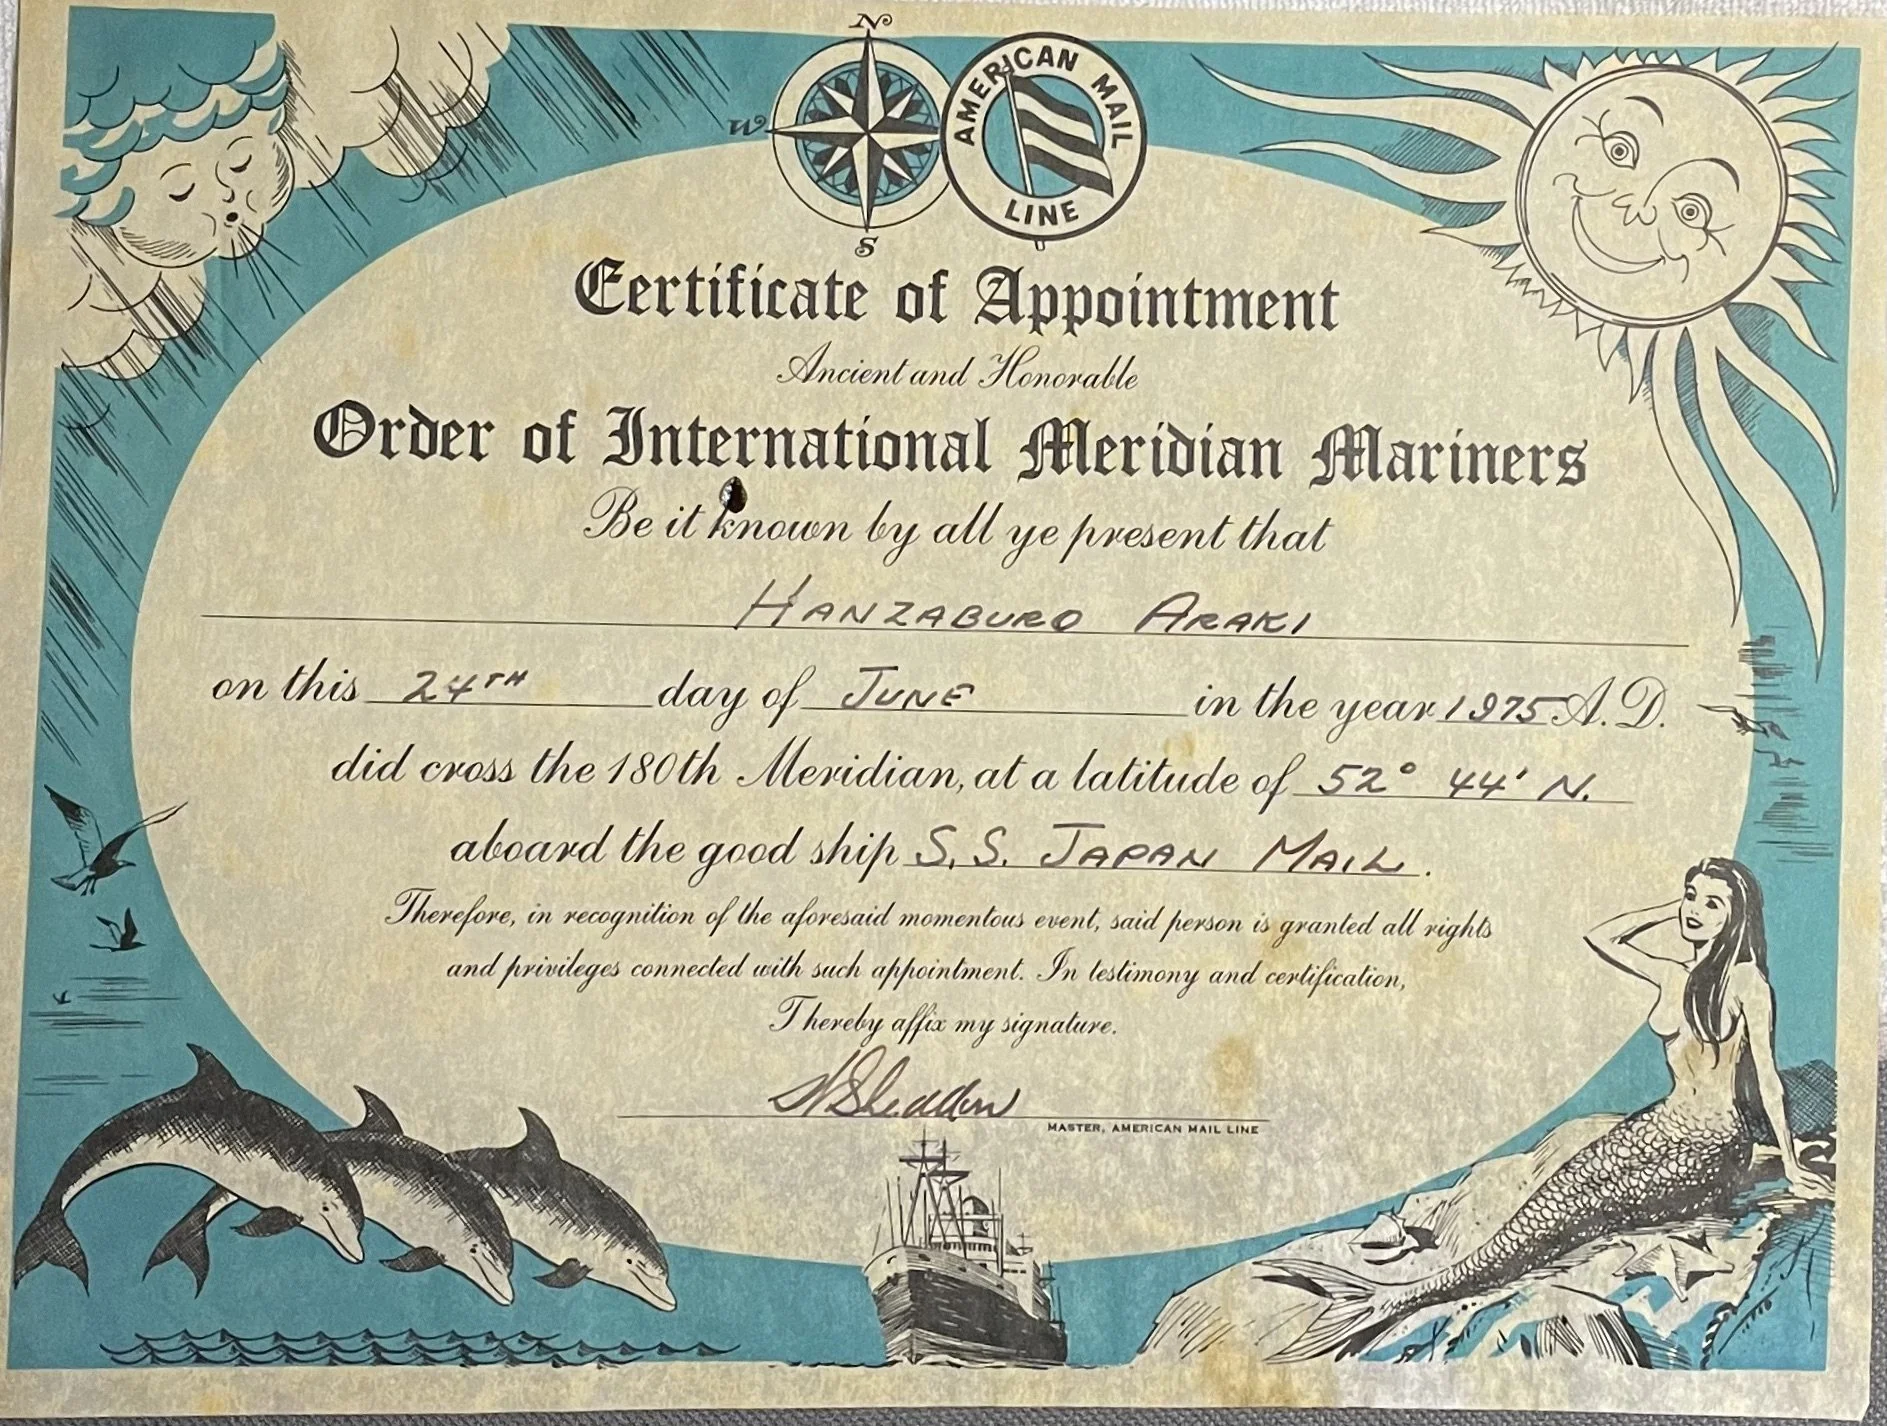 N
W
S
AMERICAN MAIL
LINE
Certificate of Appointment
Ancient and Honorable
Order of International Meridian Mariners
Be it known by all ye present that
HANZABURO ARAKI
on this 24TH day of JUNE in the year 1975 A.D.
did cross the 180th Meridian, at a latitude of 52° 44' N.
aboard the good ship S.S. JAPAN MAIL.
Therefore, in recognition of the aforesaid momentous event, said person is granted all rights
and privileges connected with such appointment. In testimony and certification,
I hereby affix my signature.
MASTER, AMERICAN MAIL LINE